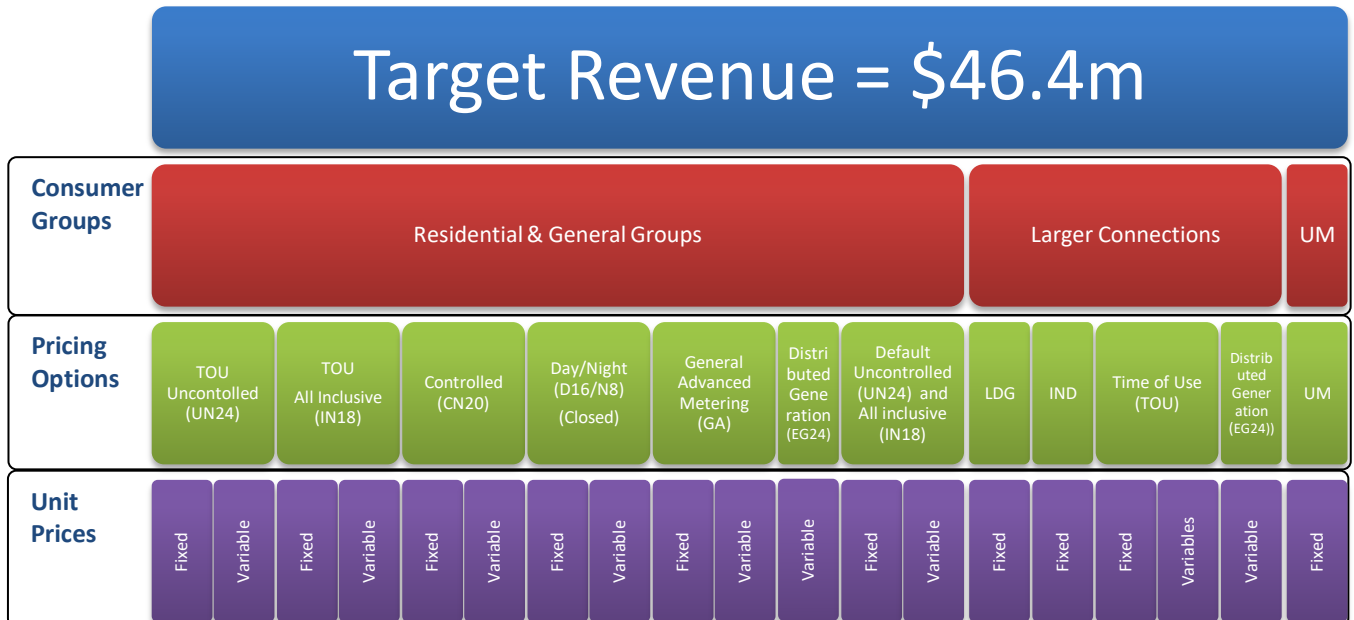 Target Revenue = $46.4m
Consumer
Groups
Residential & General Groups
Larger Connections
UM
Pricing
Options
TOU
Uncontolled
(UN24)
TOU
All Inclusive
(IN18)
Controlled
(CN20)
Day/Night
(D16/N8)
(Closed)
General
Advanced
Metering
(GA)
Distri
buted
Gene
ration
(EG24)
Default
Uncontrolled
(UN24) and
All inclusive
(IN18)
LDG
IND
Time of Use
(TOU)
Distrib
uted
Gener
ation
(EG24))
UM
Unit
Prices
Fixed
Variable
Fixed
Variable
Fixed
Variable
Fixed
Variable
Fixed
Variable
Variable
Fixed
Variable
Fixed
Fixed
Fixed
Variables
Variable
Fixed